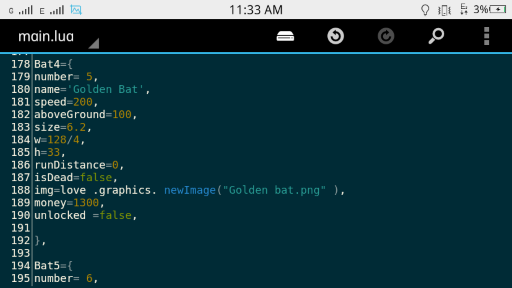 G E 11:33 AM E 3%
main.lua
178 Bat4={
179 number= 5,
180 name='Golden Bat',
181 speed=200,
182 aboveGround=100,
183 size=6.2,
184 w=128/4,
185 h=33,
186 runDistance=0,
187 isDead=false,
188 img=love .graphics. newImage("Golden bat.png" ),
189 money=1300,
190 unlocked =false,
191
192 },
193
194 Bat5={
195 number= 6,